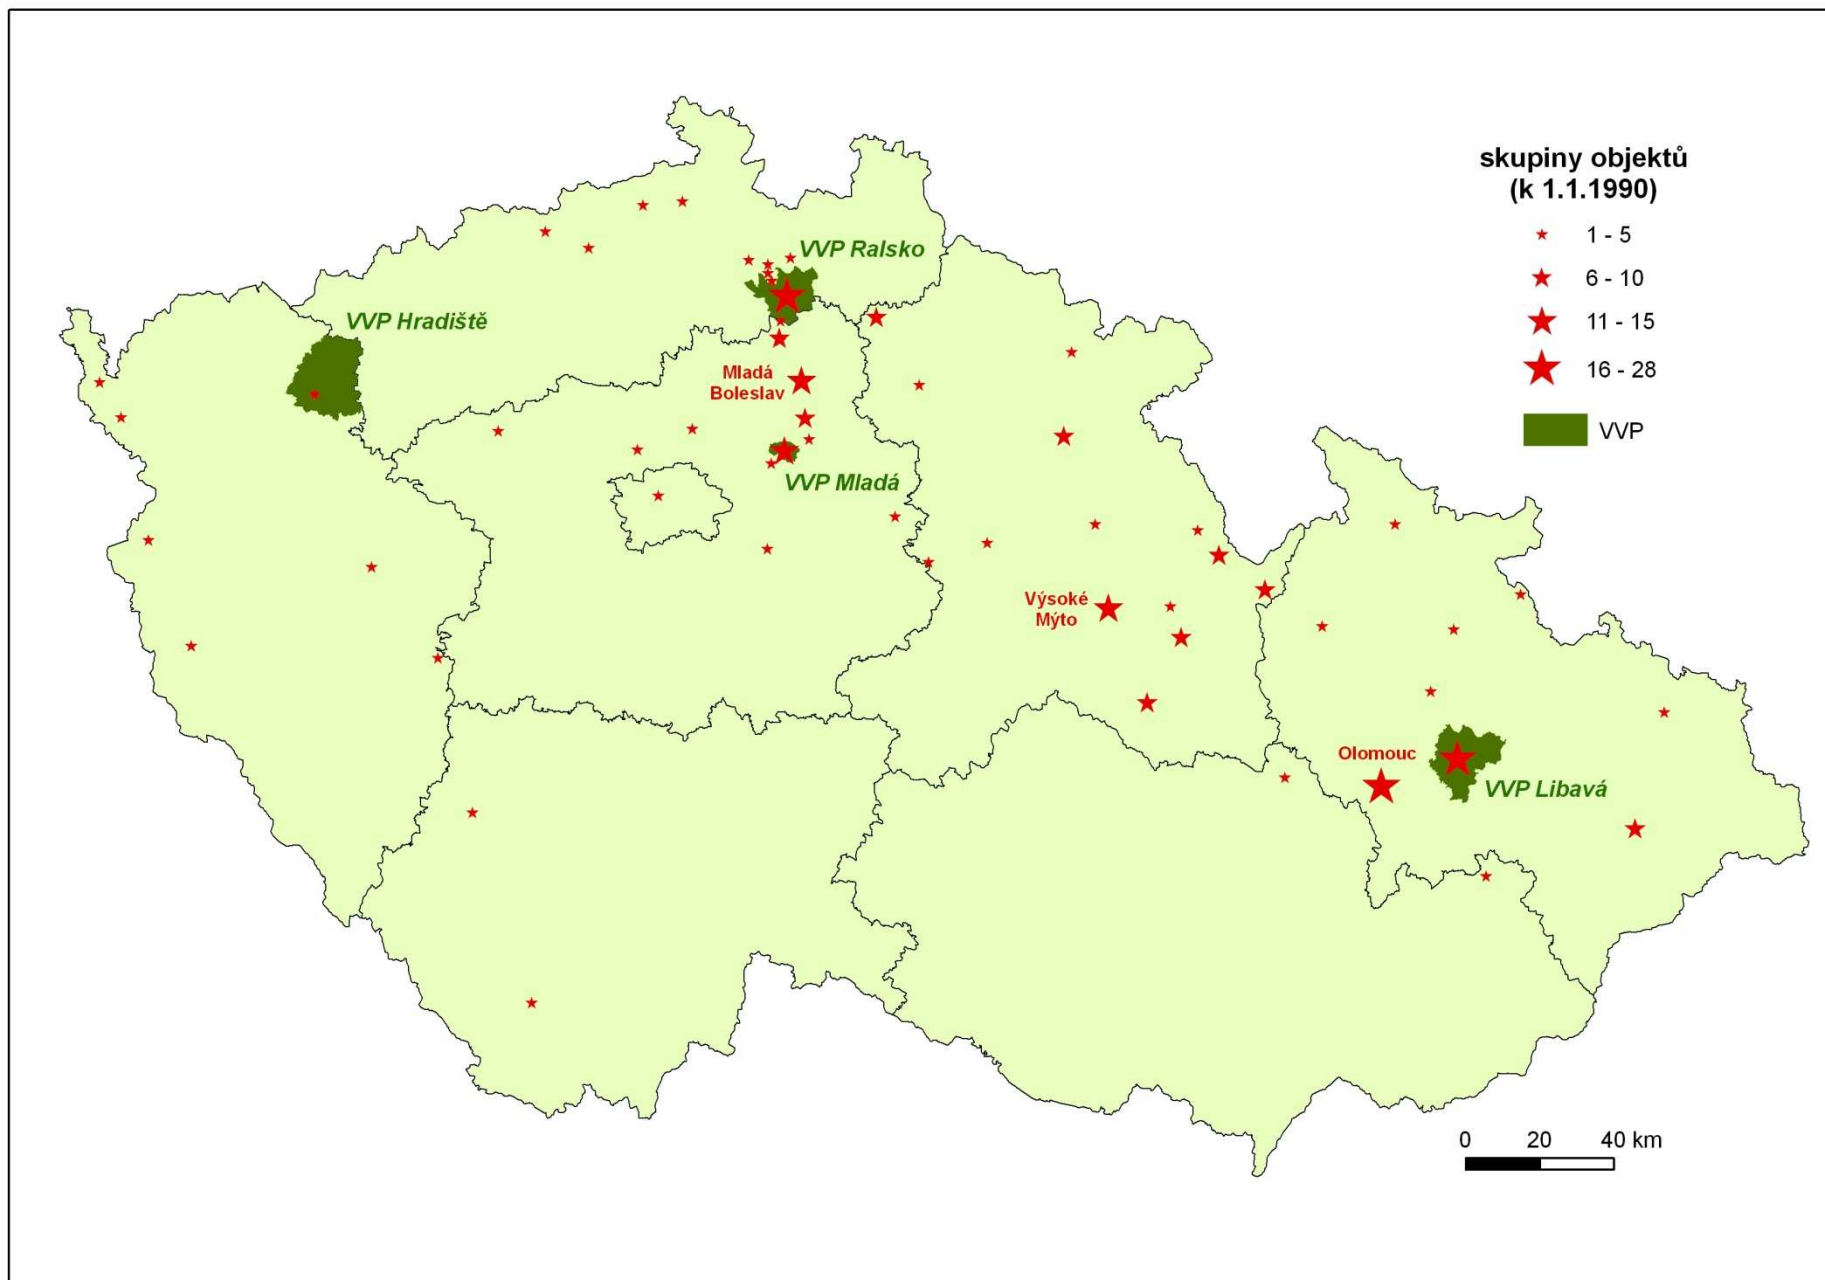 skupiny objektů
(k 1.1.1990)
1 - 5
6 - 10
11 - 15
16 - 28
VVP
VVP Ralsko
VVP Hradiště
Mladá
Boleslav
VVP Mladá
Výsoké
Mýto
Olomouc
VVP Libavá
0 20 40 km